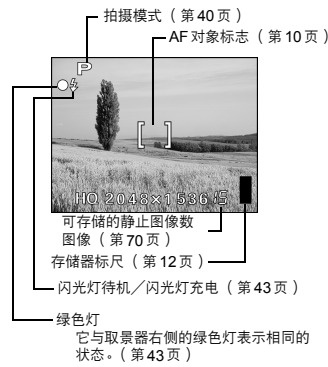 拍摄模式（第40页）
AF对象标志（第10页）
P
HQ 2048×1536 15
可存储的静止图像数
图像（第70页）
存储器标尺（第12页）
闪光灯待机／闪光灯充电（第43页）
绿色灯
它与取景器右侧的绿色灯表示相同的
状态。（第43页）